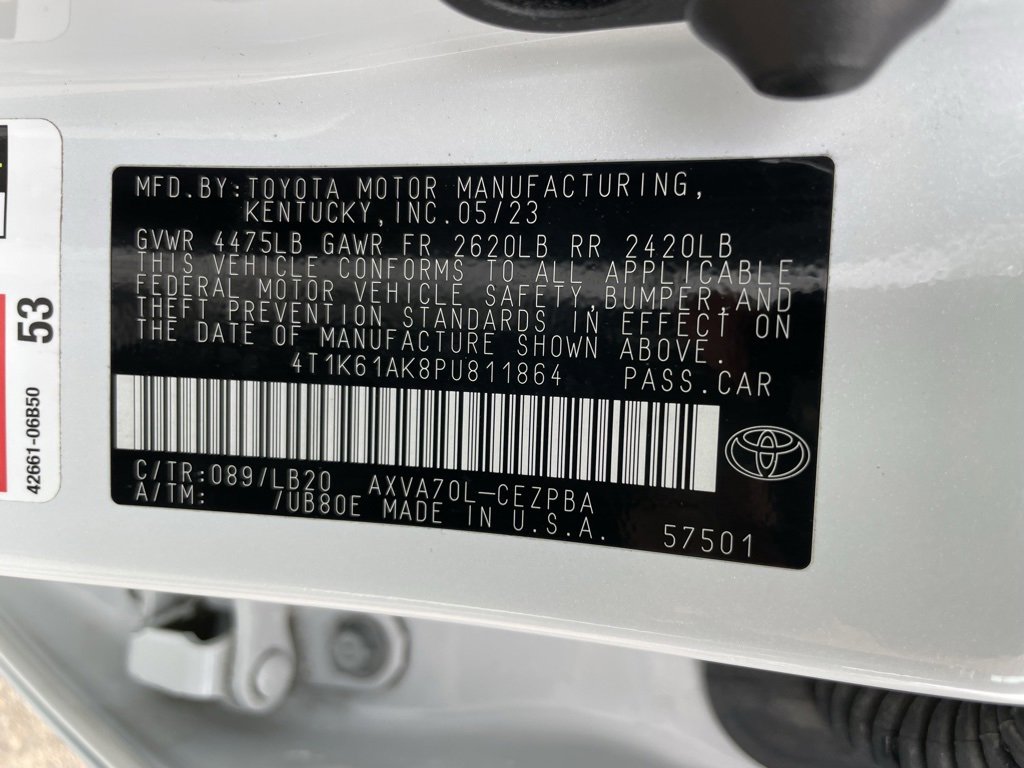 MFD.BY:TOYOTA MOTOR MANUFACTURING,
KENTUCKY,INC.05/23
GVWR 4475LB GAWR FR 2620LB RR 2420LB
THIS VEHICLE CONFORMS TO ALL APPLICABLE
FEDERAL MOTOR VEHICLE SAFETY,BUMPER,AND
THEFT PREVENTION STANDARDS IN EFFECT ON
THE DATE OF MANUFACTURE SHOWN ABOVE.
4T1K61AK8PU811864 PASS.CAR
C/TR:089/LB20 AXVA70L-CEZPBA
A/TM: /UB80E MADE IN U.S.A.
57501
53
42661-06B50